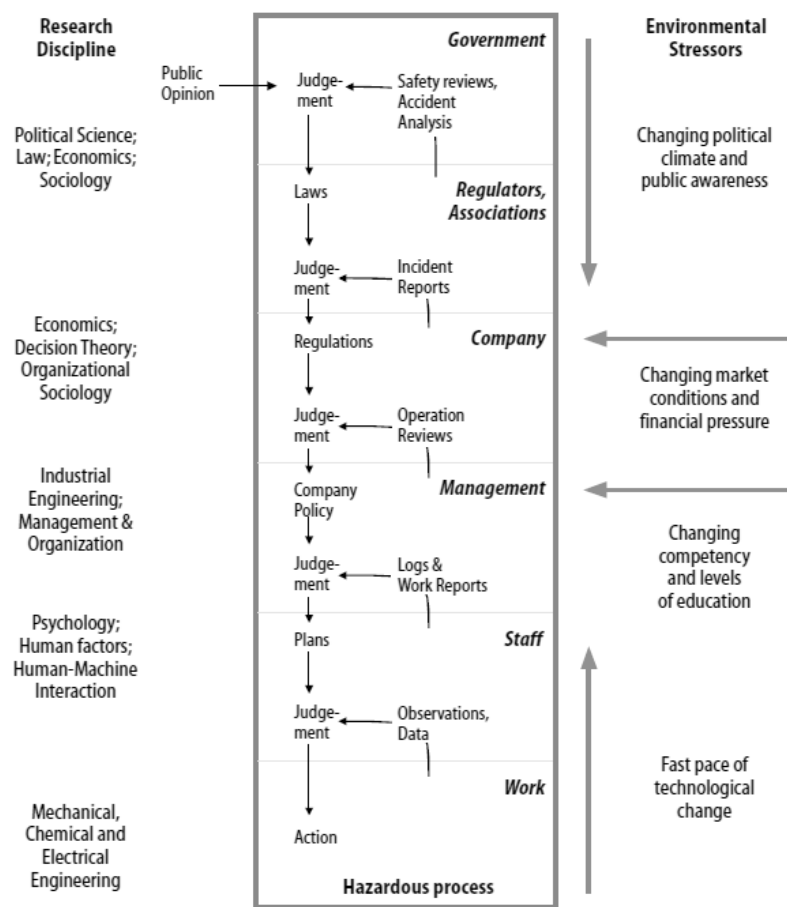 Research
Discipline
Government
Environmental
Stressors
Public
Opinion
Judge-
ment
Safety reviews,
Accident
Analysis
Political Science;
Law; Economics;
Sociology
Changing political
climate and
public awareness
Laws
Regulators,
Associations
Judge-
ment
Incident
Reports
Economics;
Decision Theory;
Organizational
Sociology
Regulations
Company
Changing market
conditions and
financial pressure
Judge-
ment
Operation
Reviews
Industrial
Engineering;
Management &
Organization
Company
Policy
Management
Changing
competency
and levels
of education
Judge-
ment
Logs &
Work Reports
Psychology;
Human factors;
Human-Machine
Interaction
Plans
Staff
Judge-
ment
Observations,
Data
Work
Fast pace of
technological
change
Mechanical,
Chemical and
Electrical
Engineering
Action
Hazardous process